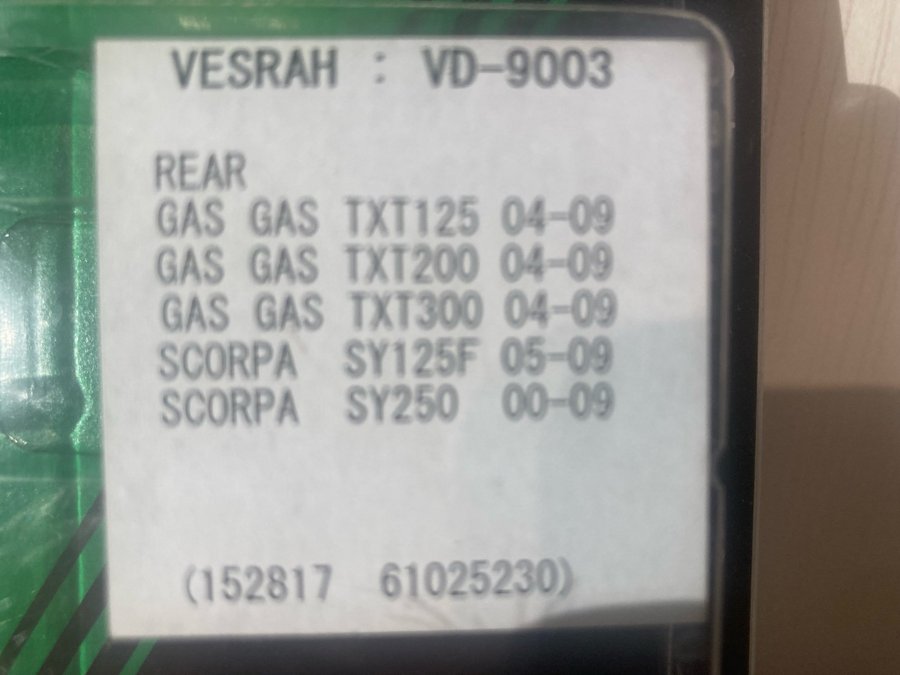 VESRAH : VD-9003
REAR
GAS GAS TXT125 04-09
GAS GAS TXT200 04-09
GAS GAS TXT300 04-09
SCORPA SY125F 05-09
SCORPA SY250 00-09
(152817 61025230)